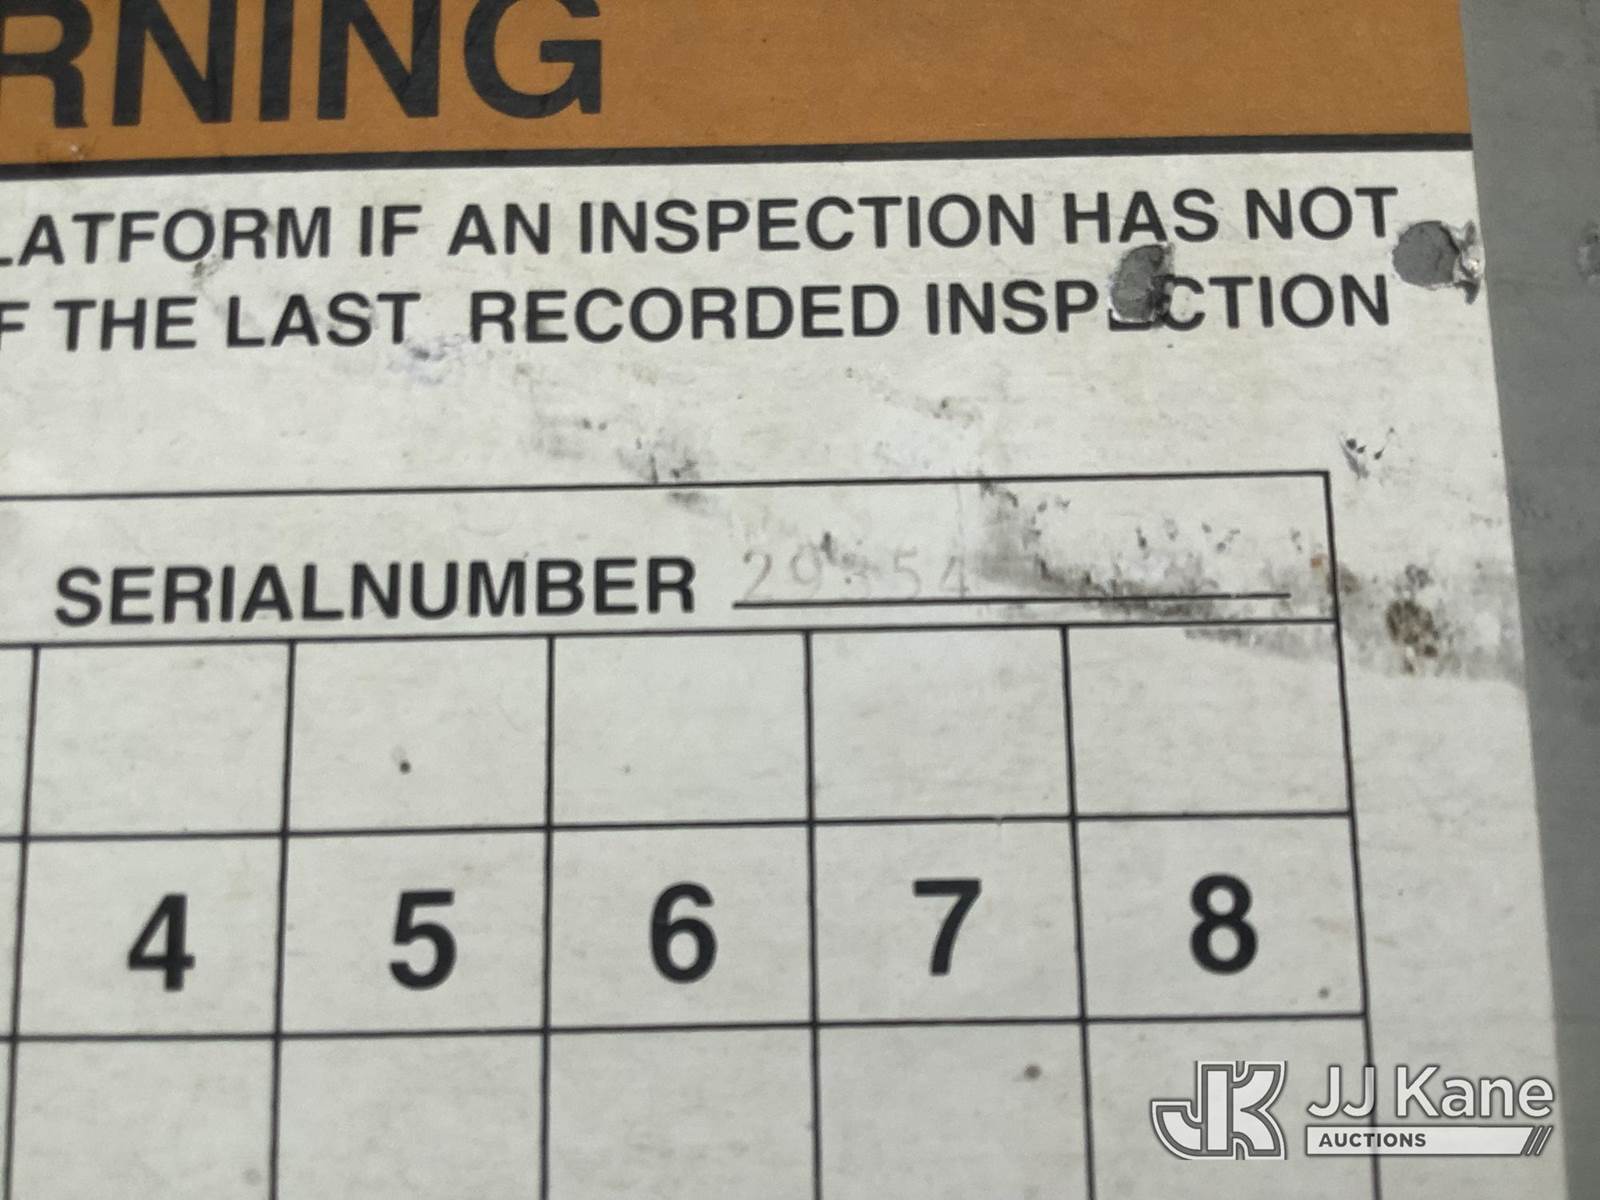 RNING
LATFORM IF AN INSPECTION HAS NOT
F THE LAST RECORDED INSPECTION
SERIALNUMBER
4 5 6 7 8
JJ Kane
AUCTIONS